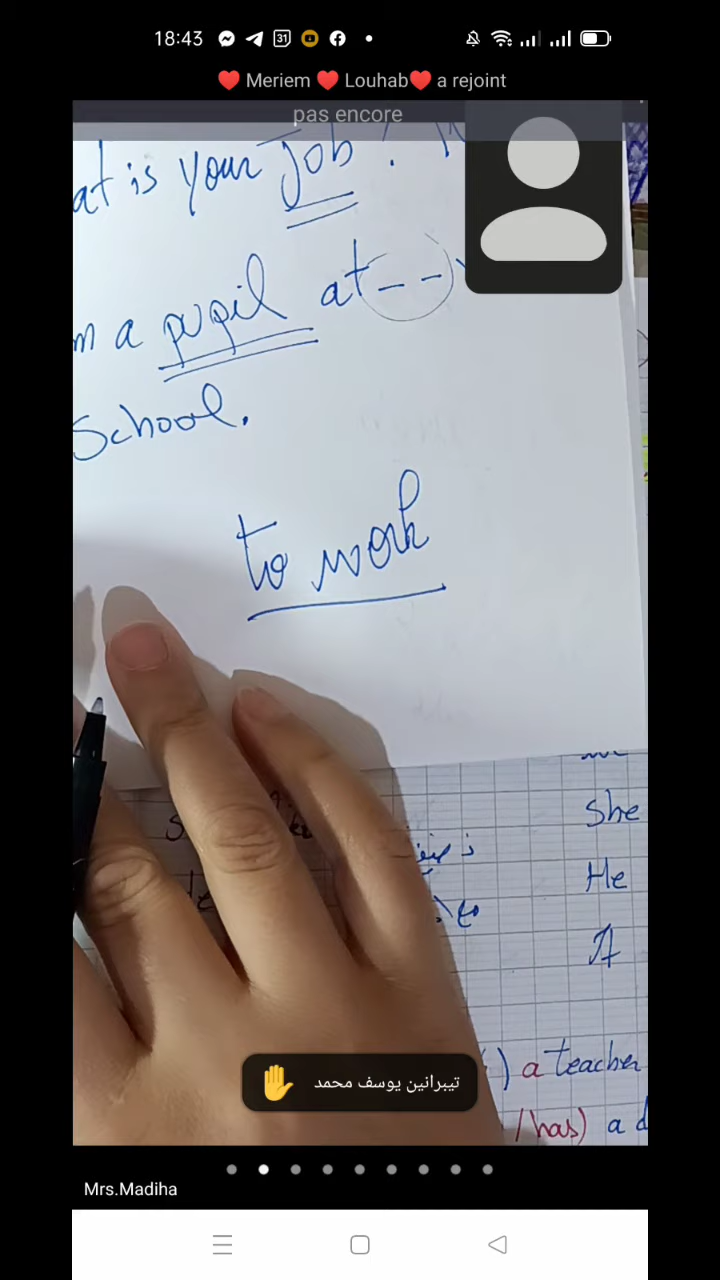 18:43
31
♥ Meriem ♥ Louhab♥ a rejoint
pas encore
at is your Job ?
m a pupil at - -
School.
to work
She
He
It
) a teacher
/has) a d
تيبرانين يوسف محمد
Mrs.Madiha